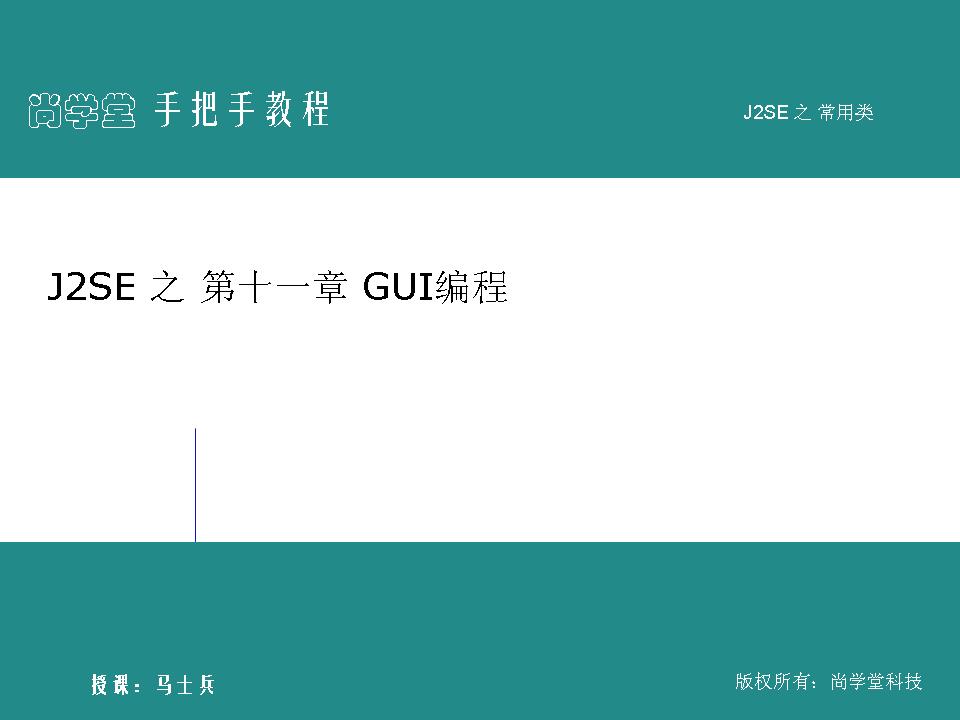 尚学堂 手把手教程
J2SE 之 常用类
J2SE 之 第十一章 GUI编程
授课：马士兵
版权所有：尚学堂科技